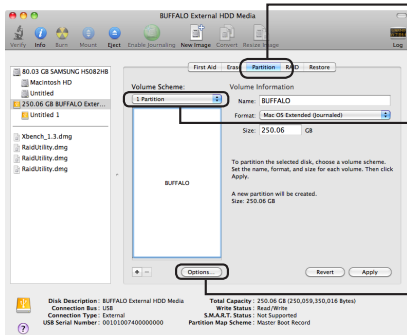 BUFFALO External HDD Media
Verify Info Burn Mount Eject Enable Journaling New Image Convert Resize Image Log
First Aid Erase Partition RAID Restore
80.03 GB SAMSUNG HS082HB
Macintosh HD
Untitled
250.06 GB BUFFALO Exter...
Untitled 1
Xbench_1.3.dmg
RaidUtility.dmg
RaidUtility.dmg
RaidUtility.dmg
Volume Scheme:
1 Partition
BUFFALO
+ − Options...
Volume Information
Name: BUFFALO
Format: Mac OS Extended (Journaled)
Size: 250.06 GB
To partition the selected disk, choose a volume scheme.
Set the name, format, and size for each volume. Then click
Apply.
A new partition will be created.
Size: 250.06 GB
Revert Apply
Disk Description : BUFFALO External HDD Media
Connection Bus : USB
Connection Type : External
USB Serial Number : 00101007400000000
Total Capacity : 250.06 GB (250,059,350,016 Bytes)
Write Status : Read/Write
S.M.A.R.T. Status : Not Supported
Partition Map Scheme : Master Boot Record
?